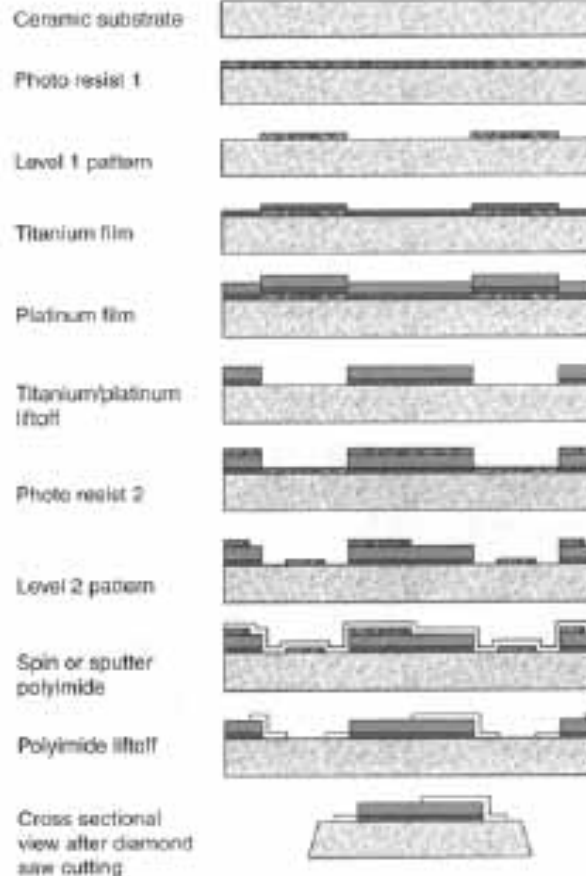 Ceramic substrate
Photo resist 1
Level 1 pattern
Titanium film
Platinum film
Titanium/platinum
liftoff
Photo resist 2
Level 2 pattern
Spin or sputter
polyimide
Polyimide liftoff
Cross sectional
view after diamond
saw cutting